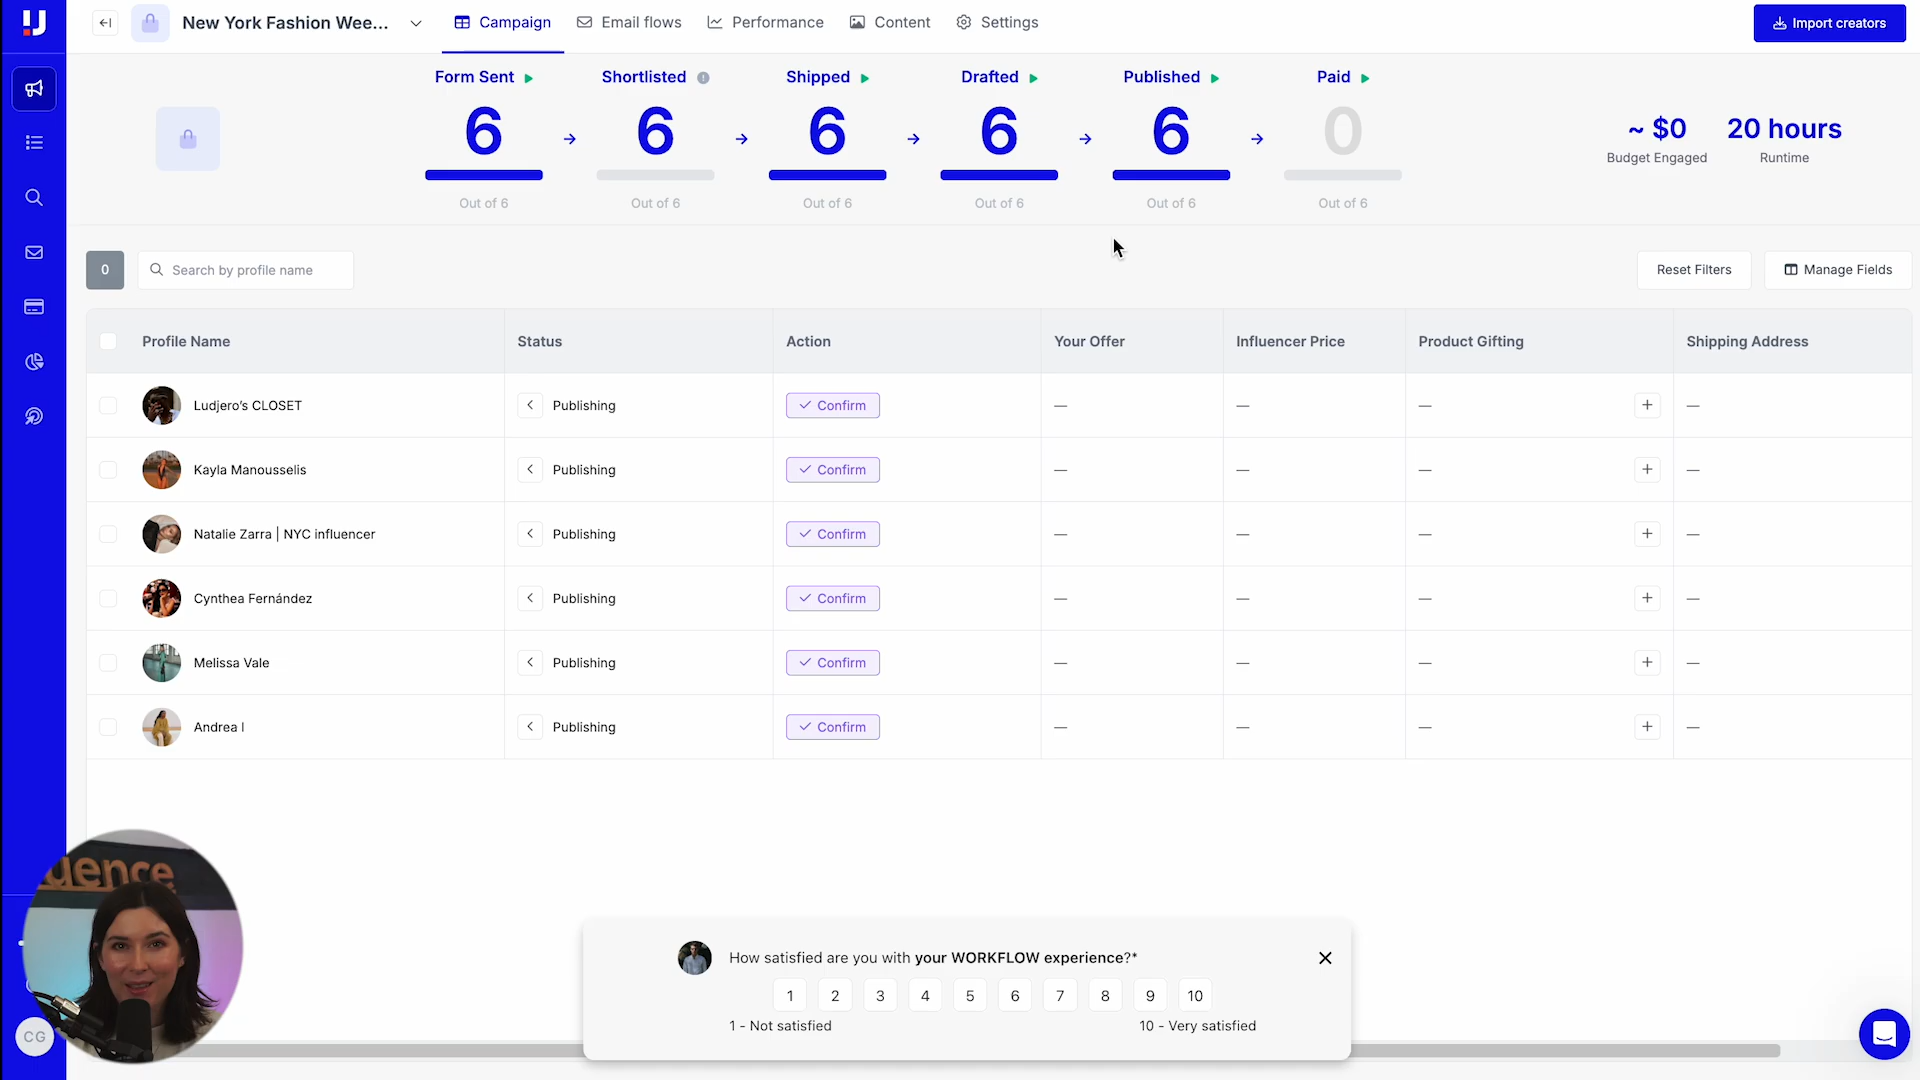 New York Fashion Wee...
Campaign
Email flows
Performance
Content
Settings
Import creators
Form Sent
Shortlisted
Shipped
Drafted
Published
Paid
6
6
6
6
6
0
Out of 6
Out of 6
Out of 6
Out of 6
Out of 6
Out of 6
~ $0
Budget Engaged
20 hours
Runtime
0
Search by profile name
Reset Filters
Manage Fields
Profile Name
Status
Action
Your Offer
Influencer Price
Product Gifting
Shipping Address
Ludjero's CLOSET
Publishing
Confirm
—
—
—
—
Kayla Manousselis
Publishing
Confirm
—
—
—
—
Natalie Zarra | NYC influencer
Publishing
Confirm
—
—
—
—
Cynthea Fernández
Publishing
Confirm
—
—
—
—
Melissa Vale
Publishing
Confirm
—
—
—
—
Andrea I
Publishing
Confirm
—
—
—
—
How satisfied are you with your WORKFLOW experience?*
1 2 3 4 5 6 7 8 9 10
1 - Not satisfied
10 - Very satisfied
CG